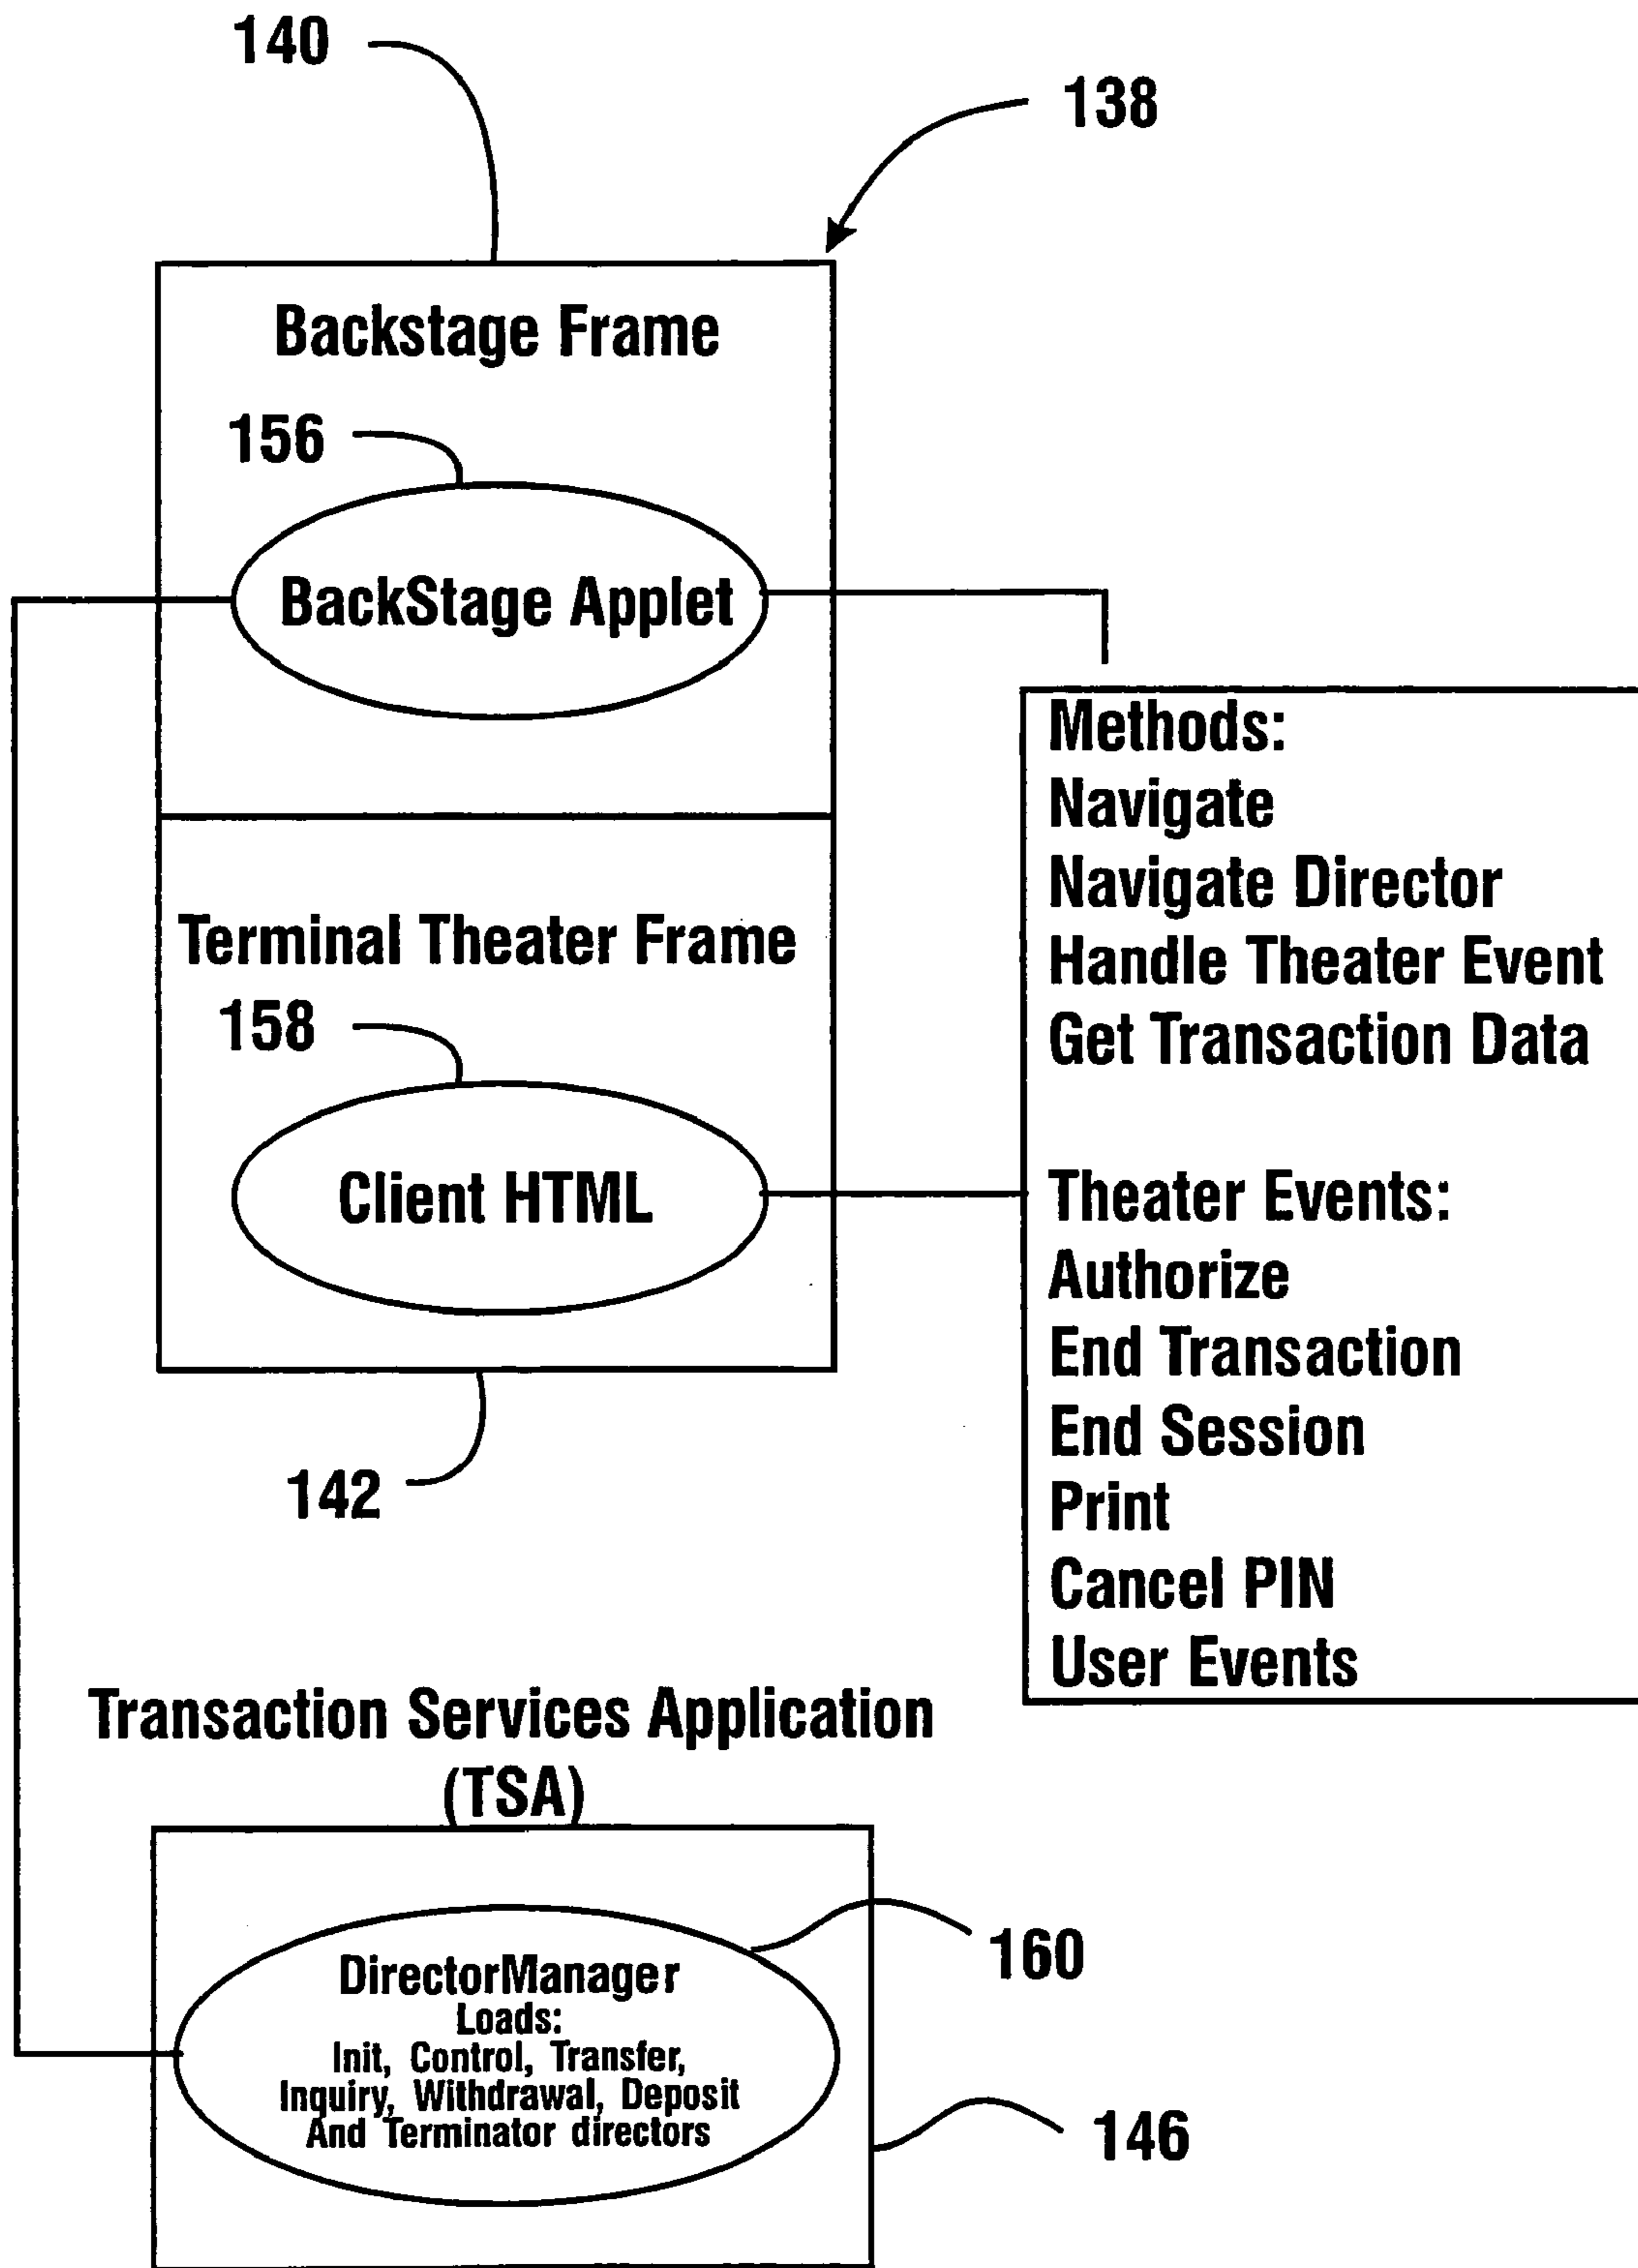 140
138
Backstage Frame
156
BackStage Applet
Methods:
Navigate
Navigate Director
Handle Theater Event
Get Transaction Data
Terminal Theater Frame
158
Client HTML
Theater Events:
Authorize
End Transaction
End Session
Print
Cancel PIN
User Events
142
Transaction Services Application
(TSA)
DirectorManager
Loads:
Init, Control, Transfer,
Inquiry, Withdrawal, Deposit
And Terminator directors
160
146